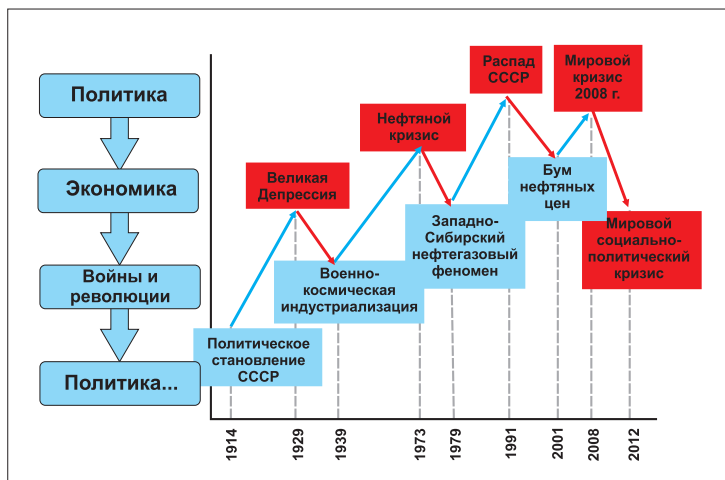 Политика
Экономика
Войны и
революции
Политика...
Политическое
становление
СССР
Великая
Депрессия
Военно-
космическая
индустриализация
Нефтяной
кризис
Западно-
Сибирский
нефтегазовый
феномен
Распад
СССР
Бум
нефтяных
цен
Мировой
кризис
2008 г.
Мировой
социально-
политический
кризис
1914
1929
1939
1973
1979
1991
2001
2008
2012